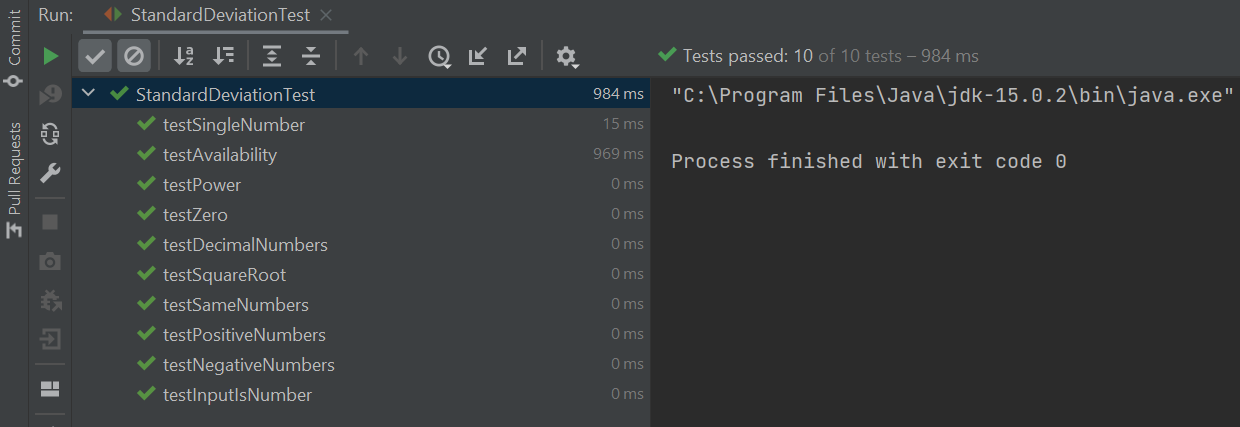 Run: StandardDeviationTest
Commit
Pull Requests
Tests passed: 10 of 10 tests – 984 ms
StandardDeviationTest 984 ms
testSingleNumber 15 ms
testAvailability 969 ms
testPower 0 ms
testZero 0 ms
testDecimalNumbers 0 ms
testSquareRoot 0 ms
testSameNumbers 0 ms
testPositiveNumbers 0 ms
testNegativeNumbers 0 ms
testInputIsNumber 0 ms
"C:\Program Files\Java\jdk-15.0.2\bin\java.exe"
Process finished with exit code 0